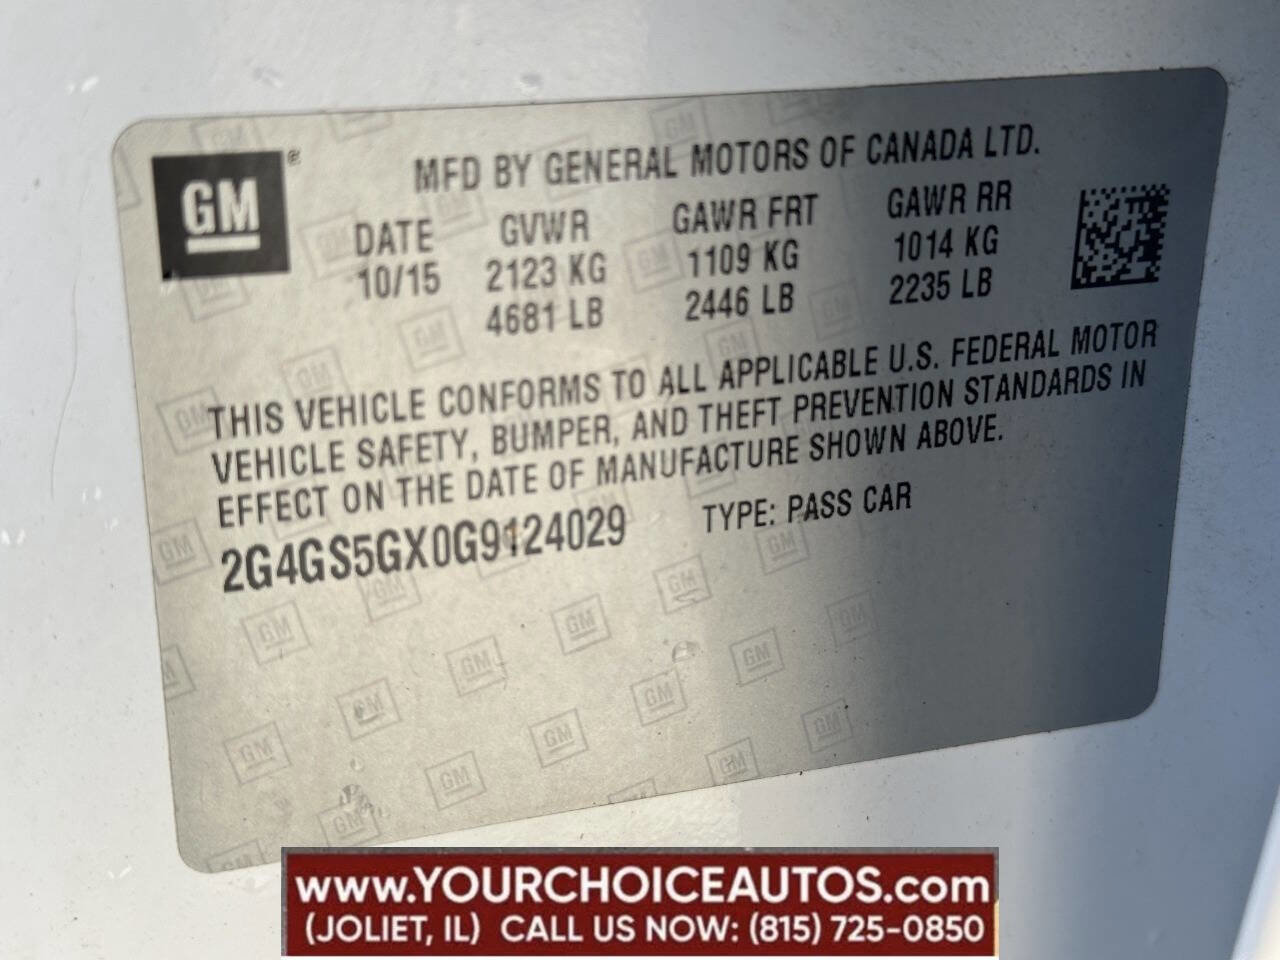 GM®
MFD BY GENERAL MOTORS OF CANADA LTD.
DATE GVWR GAWR FRT GAWR RR
10/15 2123 KG 1109 KG 1014 KG
4681 LB 2446 LB 2235 LB
THIS VEHICLE CONFORMS TO ALL APPLICABLE U.S. FEDERAL MOTOR
VEHICLE SAFETY, BUMPER, AND THEFT PREVENTION STANDARDS IN
EFFECT ON THE DATE OF MANUFACTURE SHOWN ABOVE.
2G4GS5GX0G9124029 TYPE: PASS CAR
www.YOURCHOICEAUTOS.com
(JOLIET, IL) CALL US NOW: (815) 725-0850